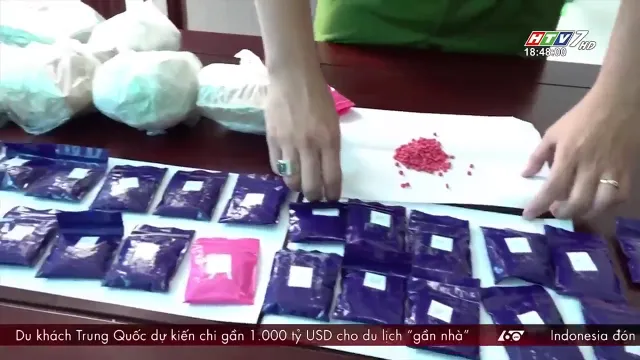 HTV7 HD
18:48:00
Du khách Trung Quốc dự kiến chi gần 1.000 tỷ USD cho du lịch "gần nhà" 60 Indonesia đón